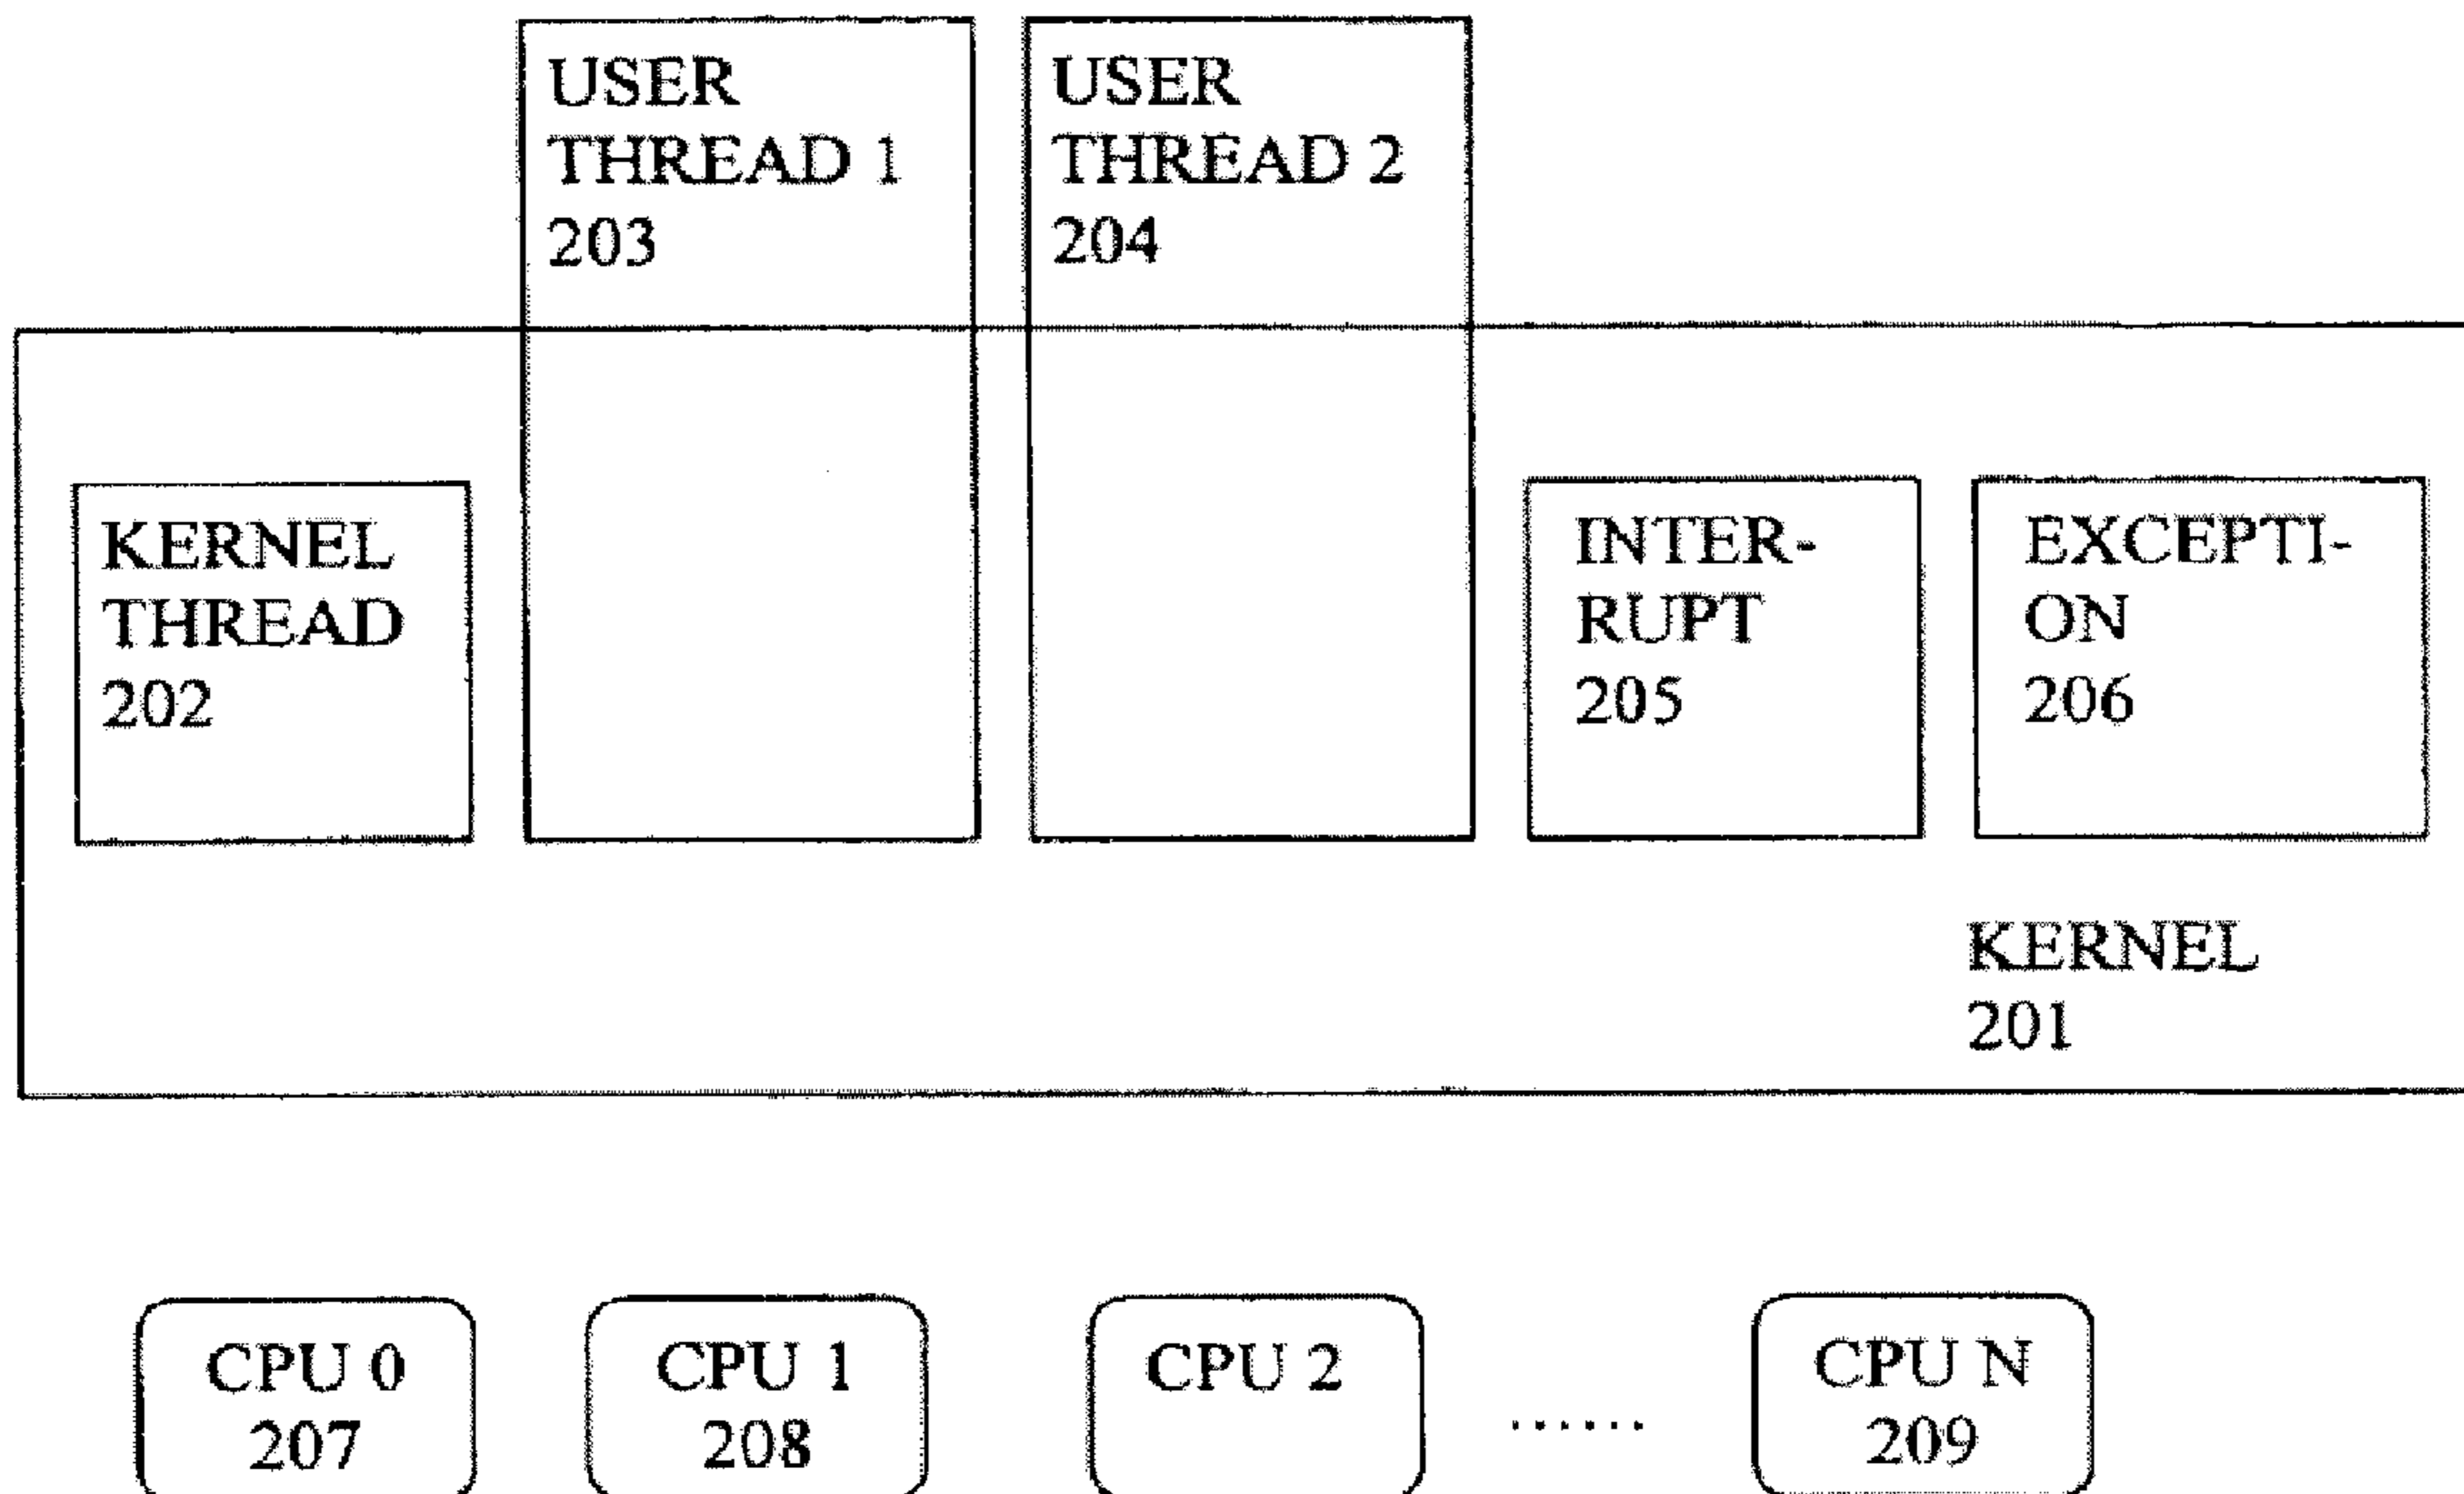 USER
THREAD 1
203
USER
THREAD 2
204
KERNEL
THREAD
202
INTER-
RUPT
205
EXCEPTI-
ON
206
KERNEL
201
CPU 0
207
CPU 1
208
CPU 2
......
CPU N
209